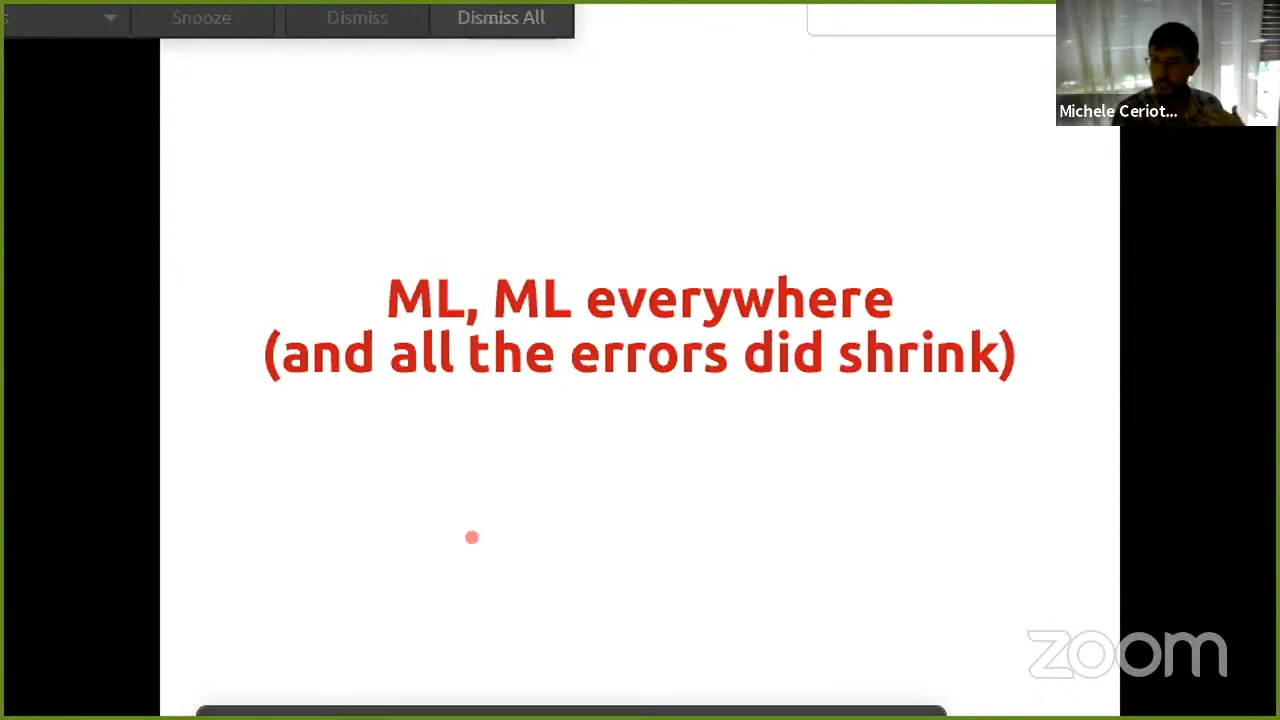 Snooze
Dismiss
Dismiss All
Michele Ceriot...
ML, ML everywhere
(and all the errors did shrink)
zoom